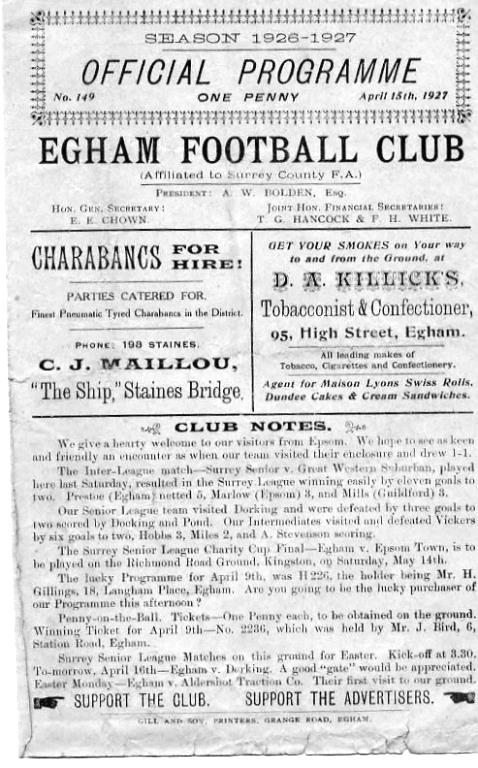 SEASON 1926-1927
OFFICIAL PROGRAMME
No. 149 ONE PENNY April 15th, 1927
EGHAM FOOTBALL CLUB
(Affiliated to Surrey County F.A.)
PRESIDENT: A. W. BOLDEN, Esq.
HON. GEN. SECRETARY: JOINT HON. FINANCIAL SECRETARIES:
E. E. CHOWN. T. G. HANCOCK & F. H. WHITE.
CHARABANCS FOR HIRE!
PARTIES CATERED FOR.
Finest Pneumatic Tyred Charabancs in the District.
PHONE: 198 STAINES.
C. J. MAILLOU,
"The Ship," Staines Bridge,
GET YOUR SMOKES on Your way
to and from the Ground, at
D. A. KILLICK'S,
Tobacconist & Confectioner,
95, High Street, Egham.
All leading makes of
Tobacco, Cigarettes and Confectionery.
Agent for Maison Lyons Swiss Rolls,
Dundee Cakes & Cream Sandwiches.
CLUB NOTES.
We give a hearty welcome to our visitors from Epsom. We hope to see as keen
and friendly an encounter as when our team visited their enclosure and drew 1-1.
The Inter-League match—Surrey Senior v. Great Western Suburban, played
here last Saturday, resulted in the Surrey League winning easily by eleven goals to
two. Prestoe (Egham) netted 5, Marlow (Epsom) 3, and Mills (Guildford) 3.
Our Senior League team visited Dorking and were defeated by three goals to
two scored by Docking and Pond. Our Intermediates visited and defeated Vickers
by six goals to two, Hobbs 3, Miles 2, and A. Stevenson scoring.
The Surrey Senior League Charity Cup Final—Egham v. Epsom Town, is to
be played on the Richmond Road Ground, Kingston, on Saturday, May 14th.
The lucky Programme for April 9th, was H 226, the holder being Mr. H.
Gillings, 18, Langham Place, Egham. Are you going to be the lucky purchaser of
our Programme this afternoon?
Penny-on-the-Ball. Tickets—One Penny each, to be obtained on the ground.
Winning Ticket for April 9th—No. 2236, which was held by Mr. J. Bird, 6,
Station Road, Egham.
Surrey Senior League Matches on this ground for Easter. Kick-off at 3.30.
To-morrow, April 16th—Egham v. Dorking. A good "gate" would be appreciated.
Easter Monday—Egham v. Aldershot Traction Co. Their first visit to our ground.
SUPPORT THE CLUB. SUPPORT THE ADVERTISERS.
GILL AND SON, PRINTERS, GRANGE ROAD, EGHAM.